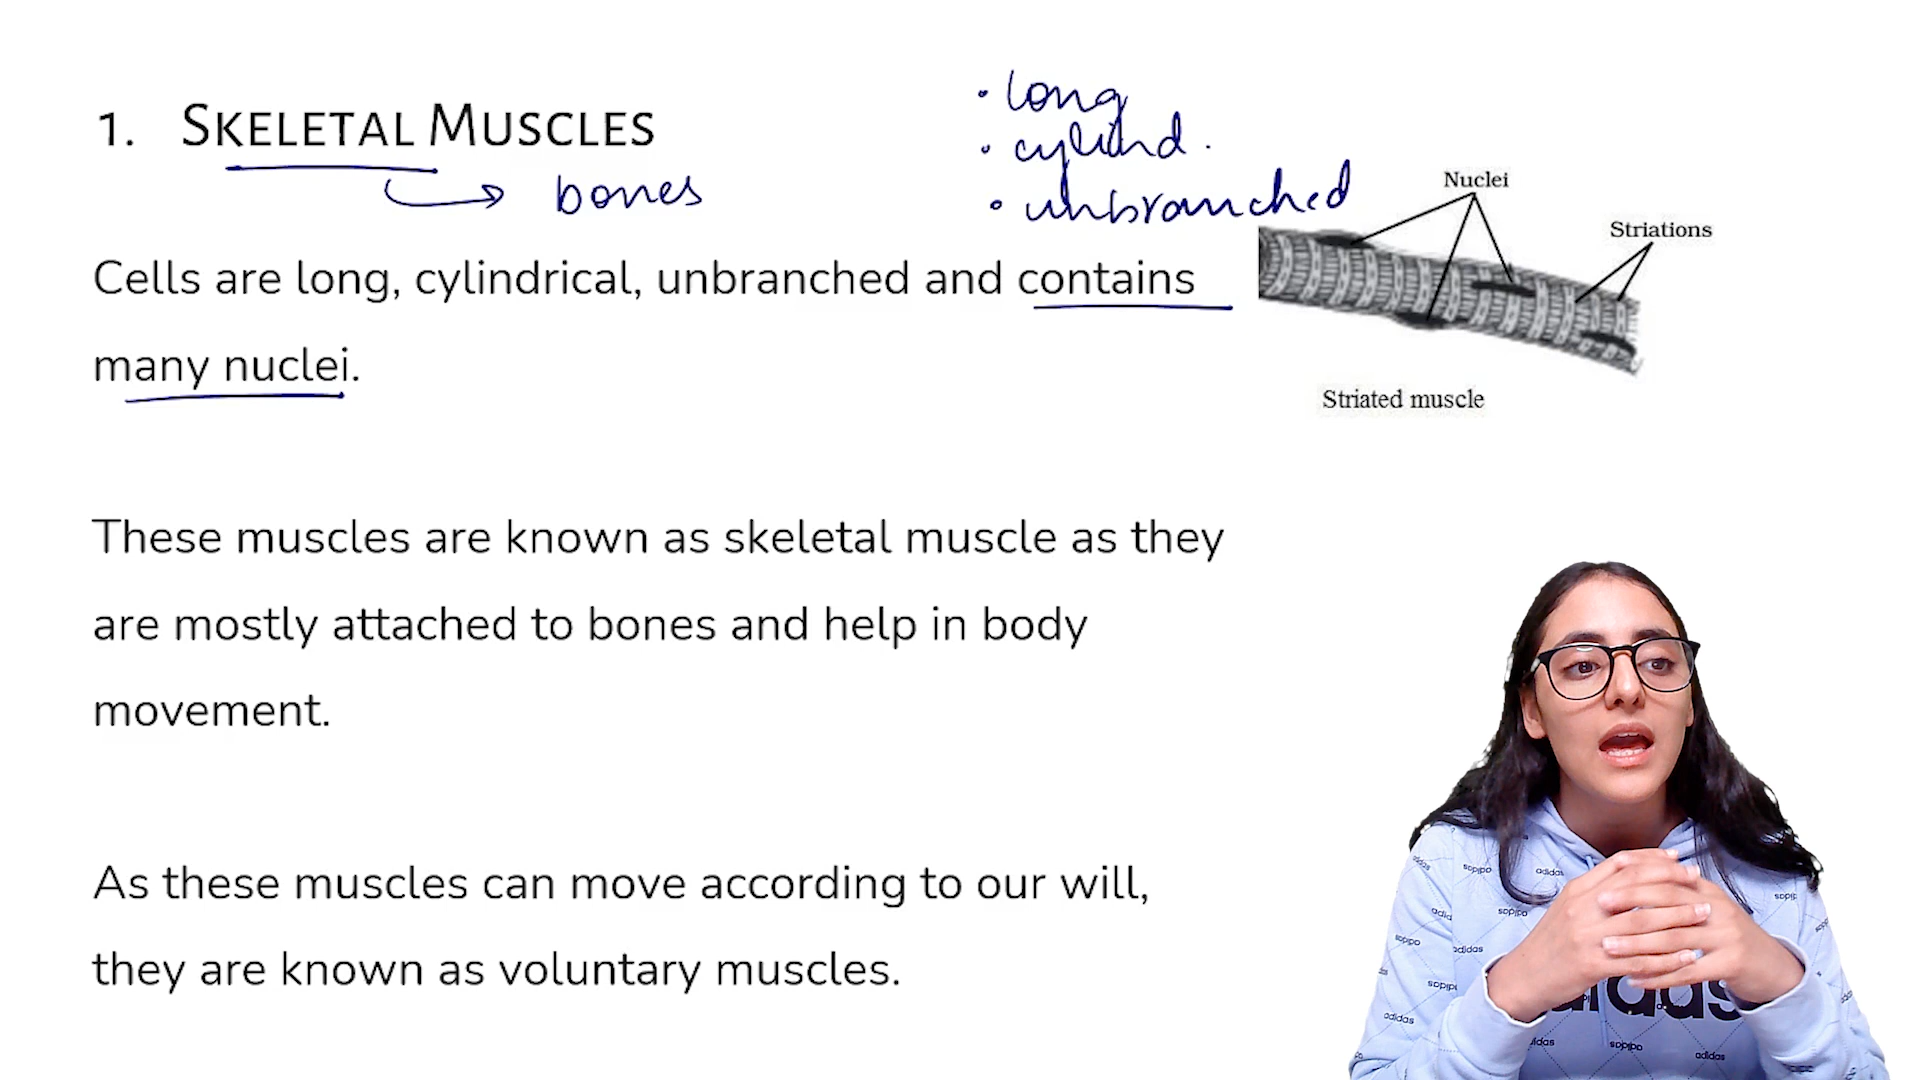 1. SKELETAL MUSCLES
bones
• long
• cylind.
• unbranched
Cells are long, cylindrical, unbranched and contains
many nuclei.
Nuclei
Striations
Striated muscle
These muscles are known as skeletal muscle as they
are mostly attached to bones and help in body
movement.
As these muscles can move according to our will,
they are known as voluntary muscles.
adidas